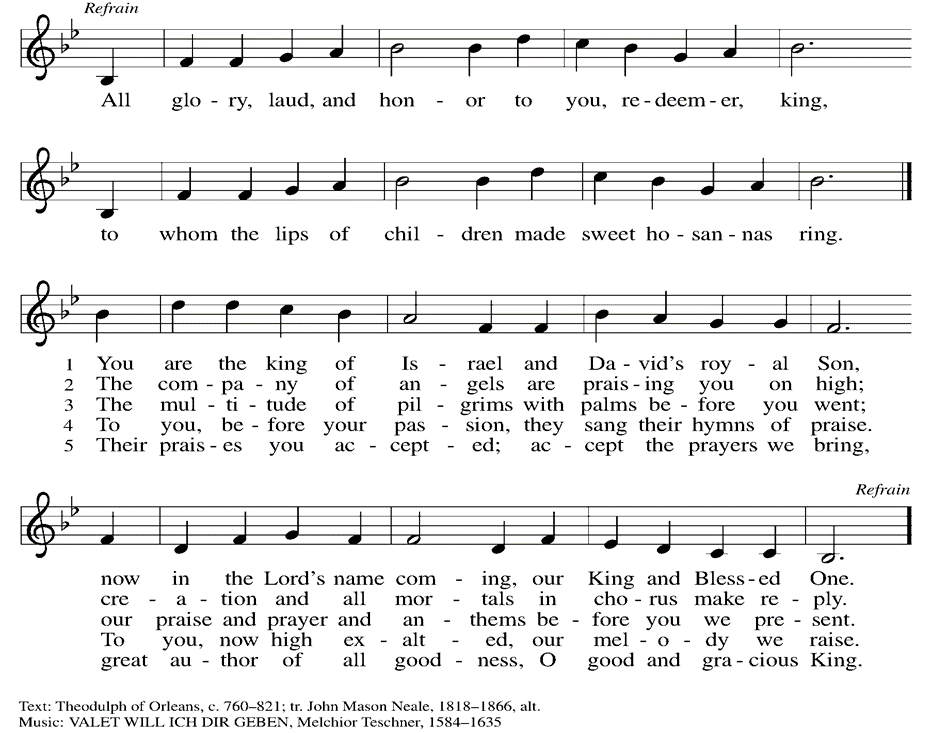 Refrain
All glo - ry, laud, and hon - or to you, re - deem - er, king,
to whom the lips of chil - dren made sweet ho - san - nas ring.
1 You are the king of Is - rael and Da - vid's roy - al Son,
2 The com - pa - ny of an - gels are prais - ing you on high;
3 The mul - ti - tude of pil - grims with palms be - fore you went;
4 To you, be - fore your pas - sion, they sang their hymns of praise.
5 Their prais - es you ac - cept - ed; ac - cept the prayers we bring,
Refrain
now in the Lord's name com - ing, our King and Bless - ed One.
cre - a - tion and all mor - tals in cho - rus make re - ply.
our praise and prayer and an - thems be - fore you we pre - sent.
To you, now high ex - alt - ed, our mel - o - dy we raise.
great au - thor of all good - ness, O good and gra - cious King.
Text: Theodulph of Orleans, c. 760–821; tr. John Mason Neale, 1818–1866, alt.
Music: VALET WILL ICH DIR GEBEN, Melchior Teschner, 1584–1635